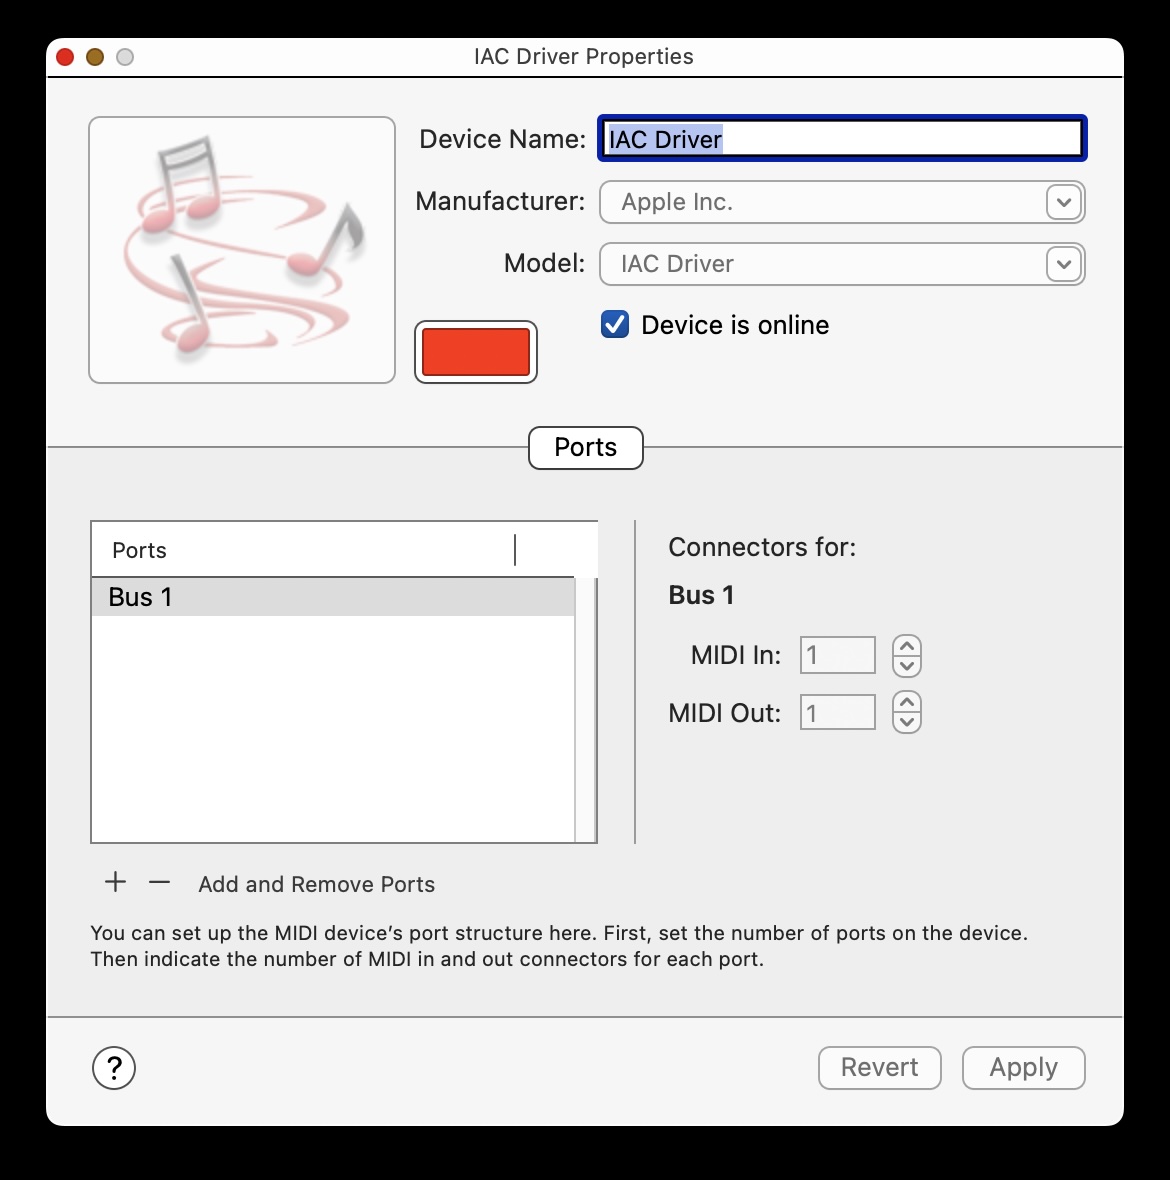 IAC Driver Properties
Device Name: IAC Driver
Manufacturer: Apple Inc.
Model: IAC Driver
Device is online
Ports
Ports
Bus 1
Connectors for:
Bus 1
MIDI In: 1
MIDI Out: 1
+ − Add and Remove Ports
You can set up the MIDI device’s port structure here. First, set the number of ports on the device.
Then indicate the number of MIDI in and out connectors for each port.
?
Revert
Apply